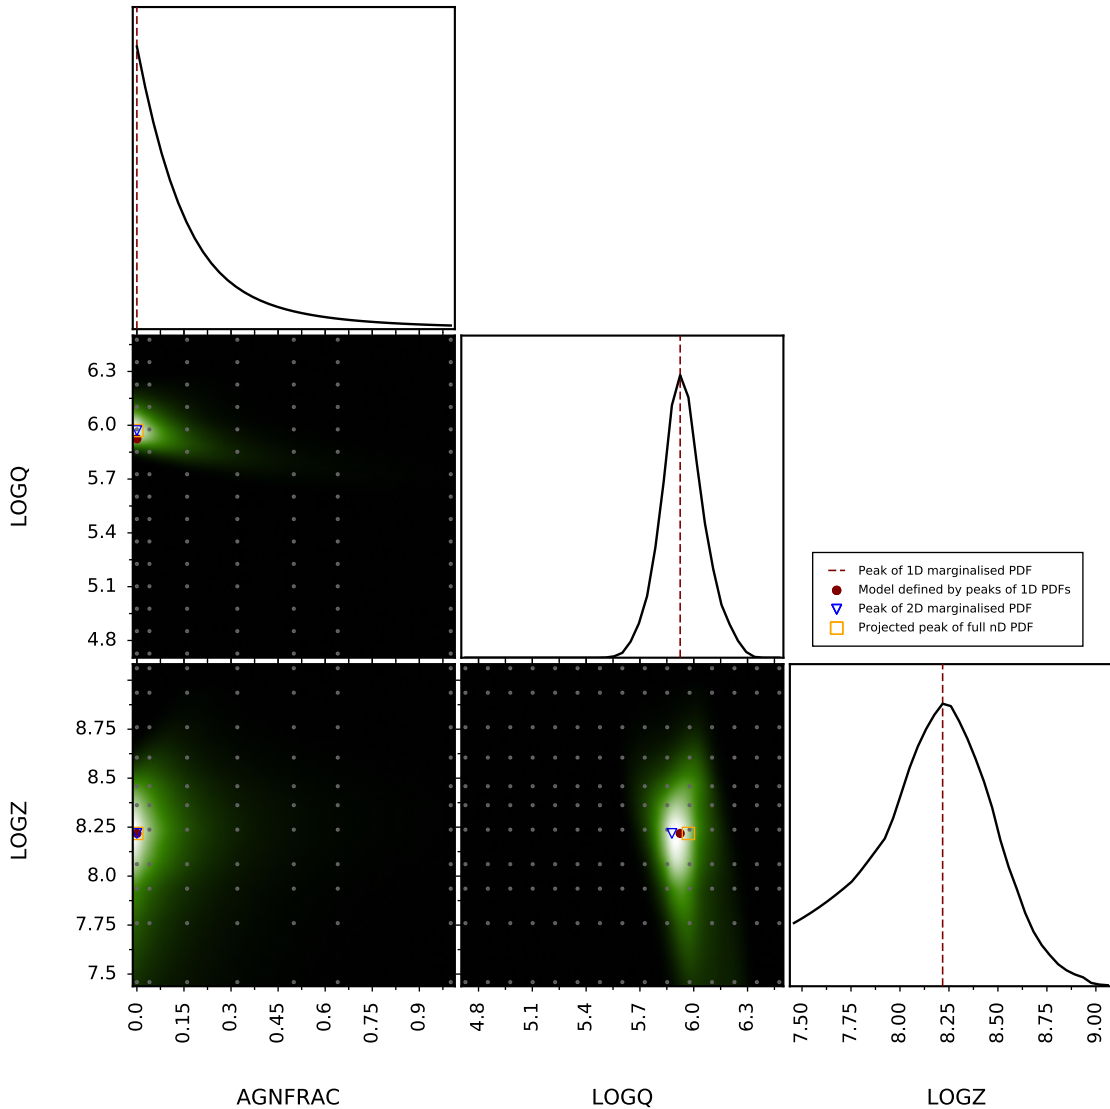 6.3
6.0
5.7
5.4
5.1
4.8
LOGQ
Peak of 1D marginalised PDF
Model defined by peaks of 1D PDFs
Peak of 2D marginalised PDF
Projected peak of full nD PDF
8.75
8.5
8.25
8.0
7.75
7.5
LOGZ
0.0 0.15 0.3 0.45 0.6 0.75 0.9
4.8 5.1 5.4 5.7 6.0 6.3
7.50 7.75 8.00 8.25 8.50 8.75 9.00
AGNFRAC LOGQ LOGZ